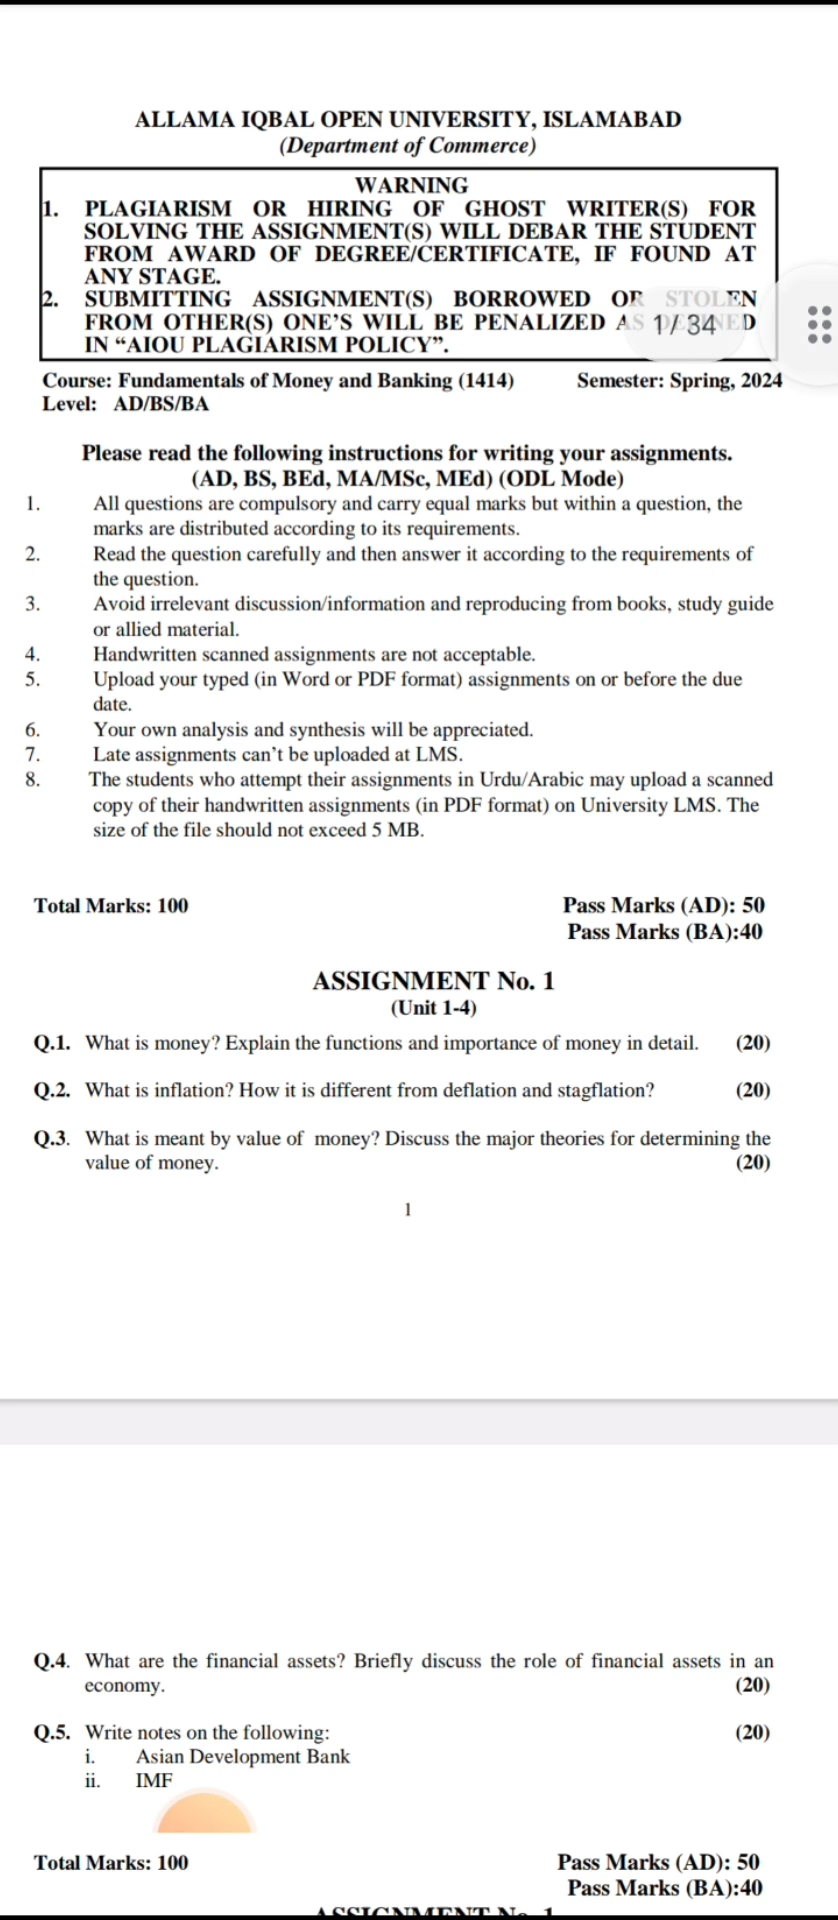 ALLAMA IQBAL OPEN UNIVERSITY, ISLAMABAD
(Department of Commerce)
WARNING
1. PLAGIARISM OR HIRING OF GHOST WRITER(S) FOR
SOLVING THE ASSIGNMENT(S) WILL DEBAR THE STUDENT
FROM AWARD OF DEGREE/CERTIFICATE, IF FOUND AT
ANY STAGE.
2. SUBMITTING ASSIGNMENT(S) BORROWED OR STOLEN
FROM OTHER(S) ONE’S WILL BE PENALIZED AS DEFINED
1/34
IN “AIOU PLAGIARISM POLICY”.
Course: Fundamentals of Money and Banking (1414) Semester: Spring, 2024
Level: AD/BS/BA
Please read the following instructions for writing your assignments.
(AD, BS, BEd, MA/MSc, MEd) (ODL Mode)
1. All questions are compulsory and carry equal marks but within a question, the
marks are distributed according to its requirements.
2. Read the question carefully and then answer it according to the requirements of
the question.
3. Avoid irrelevant discussion/information and reproducing from books, study guide
or allied material.
4. Handwritten scanned assignments are not acceptable.
5. Upload your typed (in Word or PDF format) assignments on or before the due
date.
6. Your own analysis and synthesis will be appreciated.
7. Late assignments can’t be uploaded at LMS.
8. The students who attempt their assignments in Urdu/Arabic may upload a scanned
copy of their handwritten assignments (in PDF format) on University LMS. The
size of the file should not exceed 5 MB.
Total Marks: 100 Pass Marks (AD): 50
Pass Marks (BA):40
ASSIGNMENT No. 1
(Unit 1-4)
Q.1. What is money? Explain the functions and importance of money in detail. (20)
Q.2. What is inflation? How it is different from deflation and stagflation? (20)
Q.3. What is meant by value of money? Discuss the major theories for determining the
value of money. (20)
1
Q.4. What are the financial assets? Briefly discuss the role of financial assets in an
economy. (20)
Q.5. Write notes on the following: (20)
i. Asian Development Bank
ii. IMF
Total Marks: 100 Pass Marks (AD): 50
Pass Marks (BA):40
ASSIGNMENT No. 1